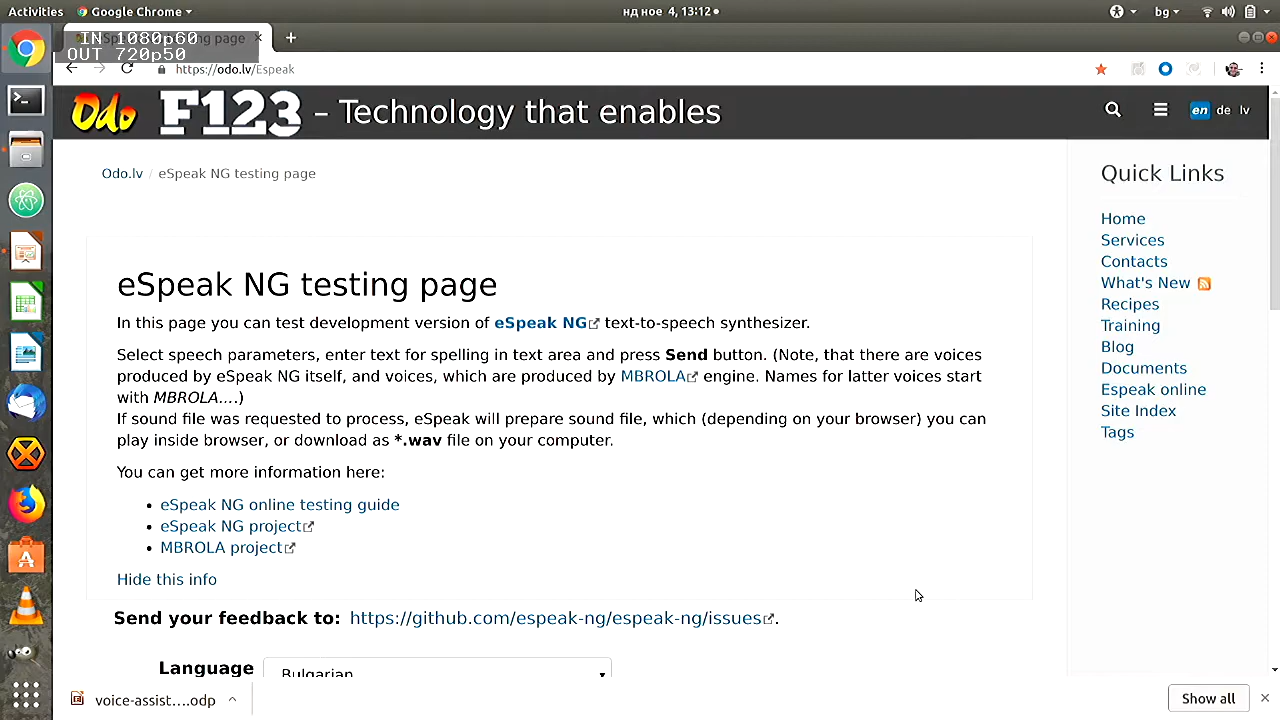 Activities
Google Chrome
нд ное 4, 13:12
bg
IN 1080p60
OUT 720p50
ng page
https://odo.lv/Espeak
Odo F123 – Technology that enables
en de lv
Odo.lv / eSpeak NG testing page
eSpeak NG testing page
In this page you can test development version of eSpeak NG text-to-speech synthesizer.
Select speech parameters, enter text for spelling in text area and press Send button. (Note, that there are voices
produced by eSpeak NG itself, and voices, which are produced by MBROLA engine. Names for latter voices start
with MBROLA....)
If sound file was requested to process, eSpeak will prepare sound file, which (depending on your browser) you can
play inside browser, or download as *.wav file on your computer.
You can get more information here:
• eSpeak NG online testing guide
• eSpeak NG project
• MBROLA project
Hide this info
Send your feedback to: https://github.com/espeak-ng/espeak-ng/issues.
Language Bulgarian
Quick Links
Home
Services
Contacts
What's New
Recipes
Training
Blog
Documents
Espeak online
Site Index
Tags
voice-assist....odp
Show all